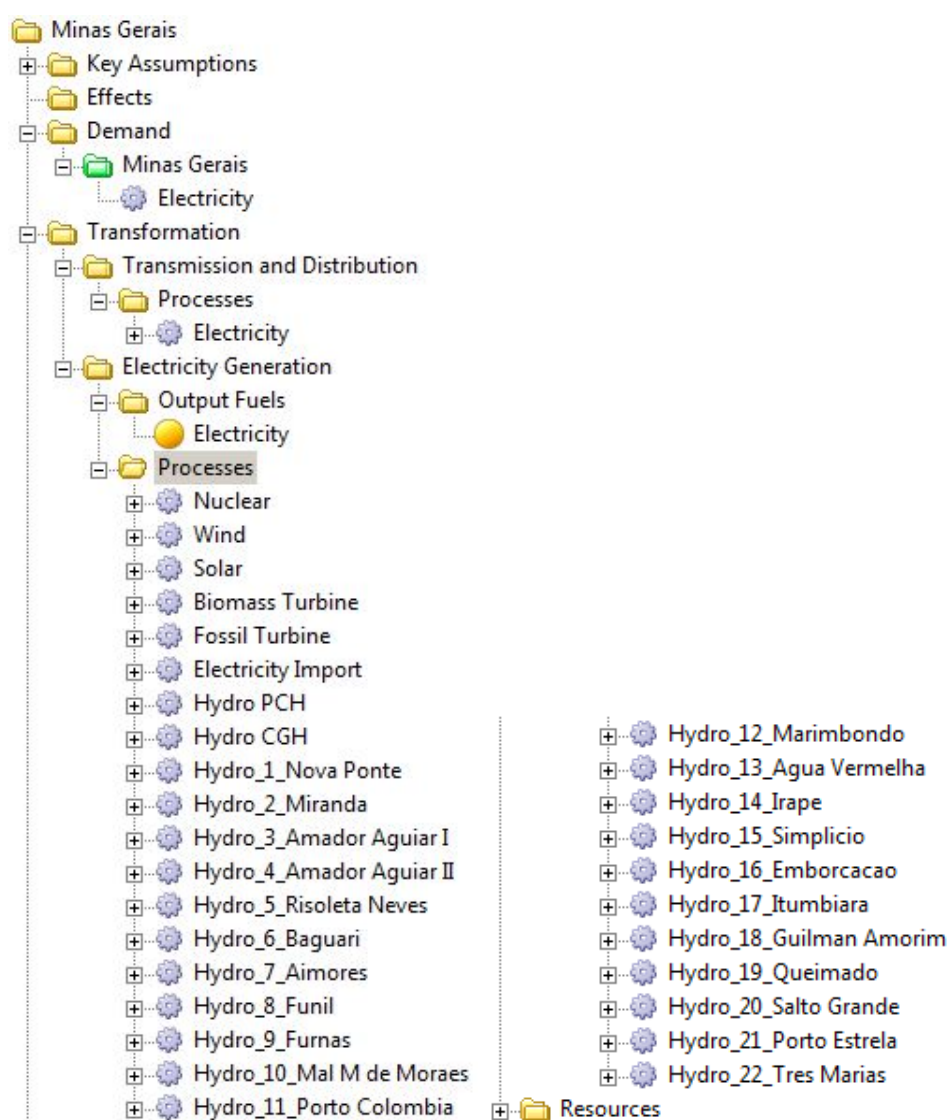 Minas Gerais
Key Assumptions
Effects
Demand
Minas Gerais
Electricity
Transformation
Transmission and Distribution
Processes
Electricity
Electricity Generation
Output Fuels
Electricity
Processes
Nuclear
Wind
Solar
Biomass Turbine
Fossil Turbine
Electricity Import
Hydro PCH
Hydro CGH
Hydro_1_Nova Ponte
Hydro_2_Miranda
Hydro_3_Amador Aguiar I
Hydro_4_Amador Aguiar II
Hydro_5_Risoleta Neves
Hydro_6_Baguari
Hydro_7_Aimores
Hydro_8_Funil
Hydro_9_Furnas
Hydro_10_Mal M de Moraes
Hydro_11_Porto Colombia
Hydro_12_Marimbondo
Hydro_13_Agua Vermelha
Hydro_14_Irape
Hydro_15_Simplicio
Hydro_16_Emborcacao
Hydro_17_Itumbiara
Hydro_18_Guilman Amorim
Hydro_19_Queimado
Hydro_20_Salto Grande
Hydro_21_Porto Estrela
Hydro_22_Tres Marias
Resources